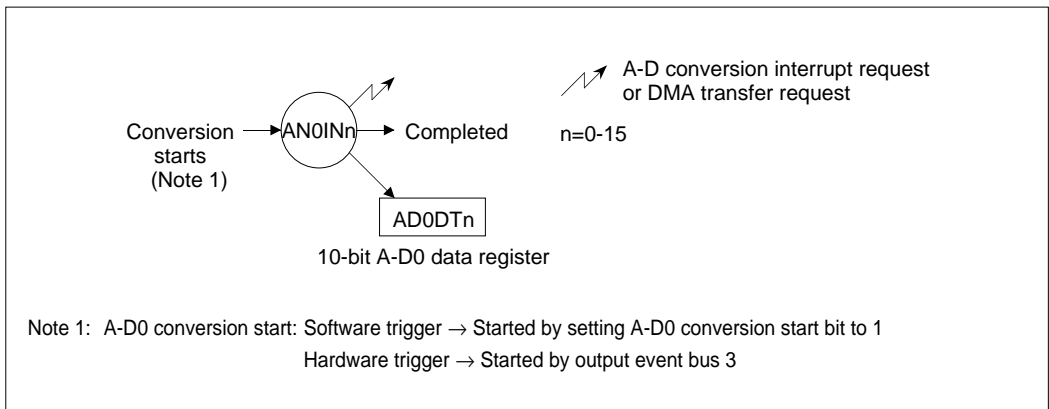 A-D conversion interrupt request
or DMA transfer request
Conversion
starts
(Note 1)
AN0INn
Completed
n=0-15
AD0DTn
10-bit A-D0 data register
Note 1: A-D0 conversion start: Software trigger → Started by setting A-D0 conversion start bit to 1
Hardware trigger → Started by output event bus 3